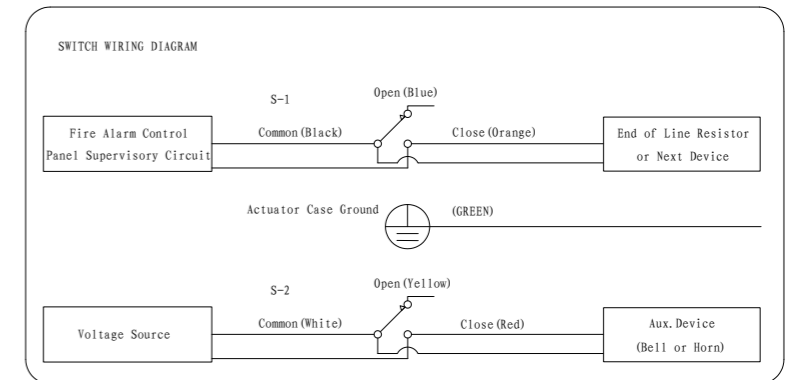 SWITCH WIRING DIAGRAM
S-1
Open(Blue)
Fire Alarm Control
Panel Supervisory Circuit
Common(Black)
Close(Orange)
End of Line Resistor
or Next Device
Actuator Case Ground
(GREEN)
S-2
Open(Yellow)
Voltage Source
Common(White)
Close(Red)
Aux.Device
(Bell or Horn)